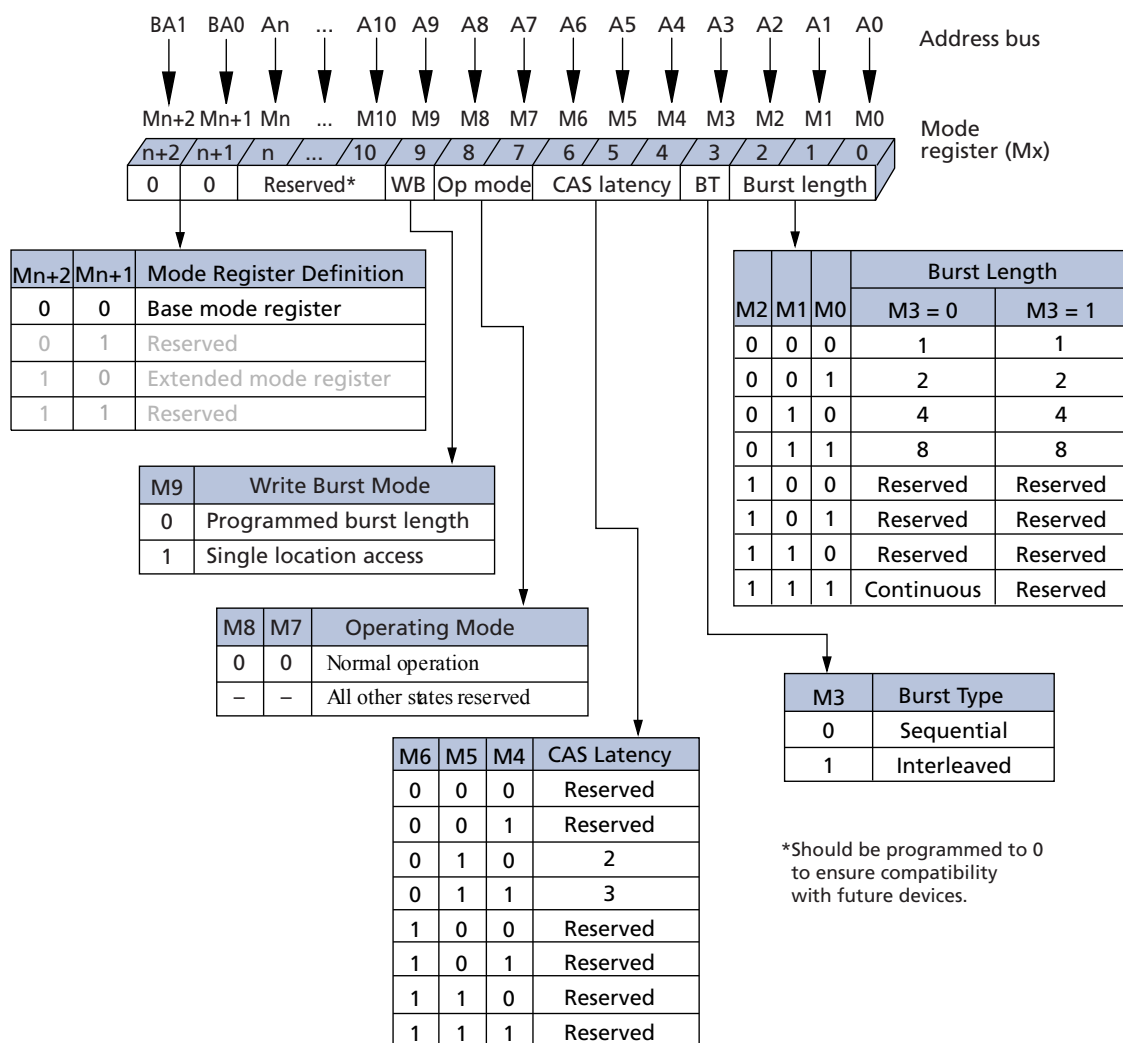 BA1 BA0 An ... A10 A9 A8 A7 A6 A5 A4 A3 A2 A1 A0 Address bus
Mn+2 Mn+1 Mn ... M10 M9 M8 M7 M6 M5 M4 M3 M2 M1 M0 Mode
register (Mx)
n+2 n+1 n ... 10 9 8 7 6 5 4 3 2 1 0
0 0 Reserved* WB Op mode CAS latency BT Burst length
Mn+2 Mn+1 Mode Register Definition
0 0 Base mode register
0 1 Reserved
1 0 Extended mode register
1 1 Reserved
Burst Length
M2 M1 M0 M3 = 0 M3 = 1
0 0 0 1 1
0 0 1 2 2
0 1 0 4 4
0 1 1 8 8
1 0 0 Reserved Reserved
1 0 1 Reserved Reserved
1 1 0 Reserved Reserved
1 1 1 Continuous Reserved
M9 Write Burst Mode
0 Programmed burst length
1 Single location access
M8 M7 Operating Mode
0 0 Normal operation
– – All other states reserved
M3 Burst Type
0 Sequential
1 Interleaved
M6 M5 M4 CAS Latency
0 0 0 Reserved
0 0 1 Reserved
0 1 0 2
0 1 1 3
1 0 0 Reserved
1 0 1 Reserved
1 1 0 Reserved
1 1 1 Reserved
*Should be programmed to 0
to ensure compatibility
with future devices.